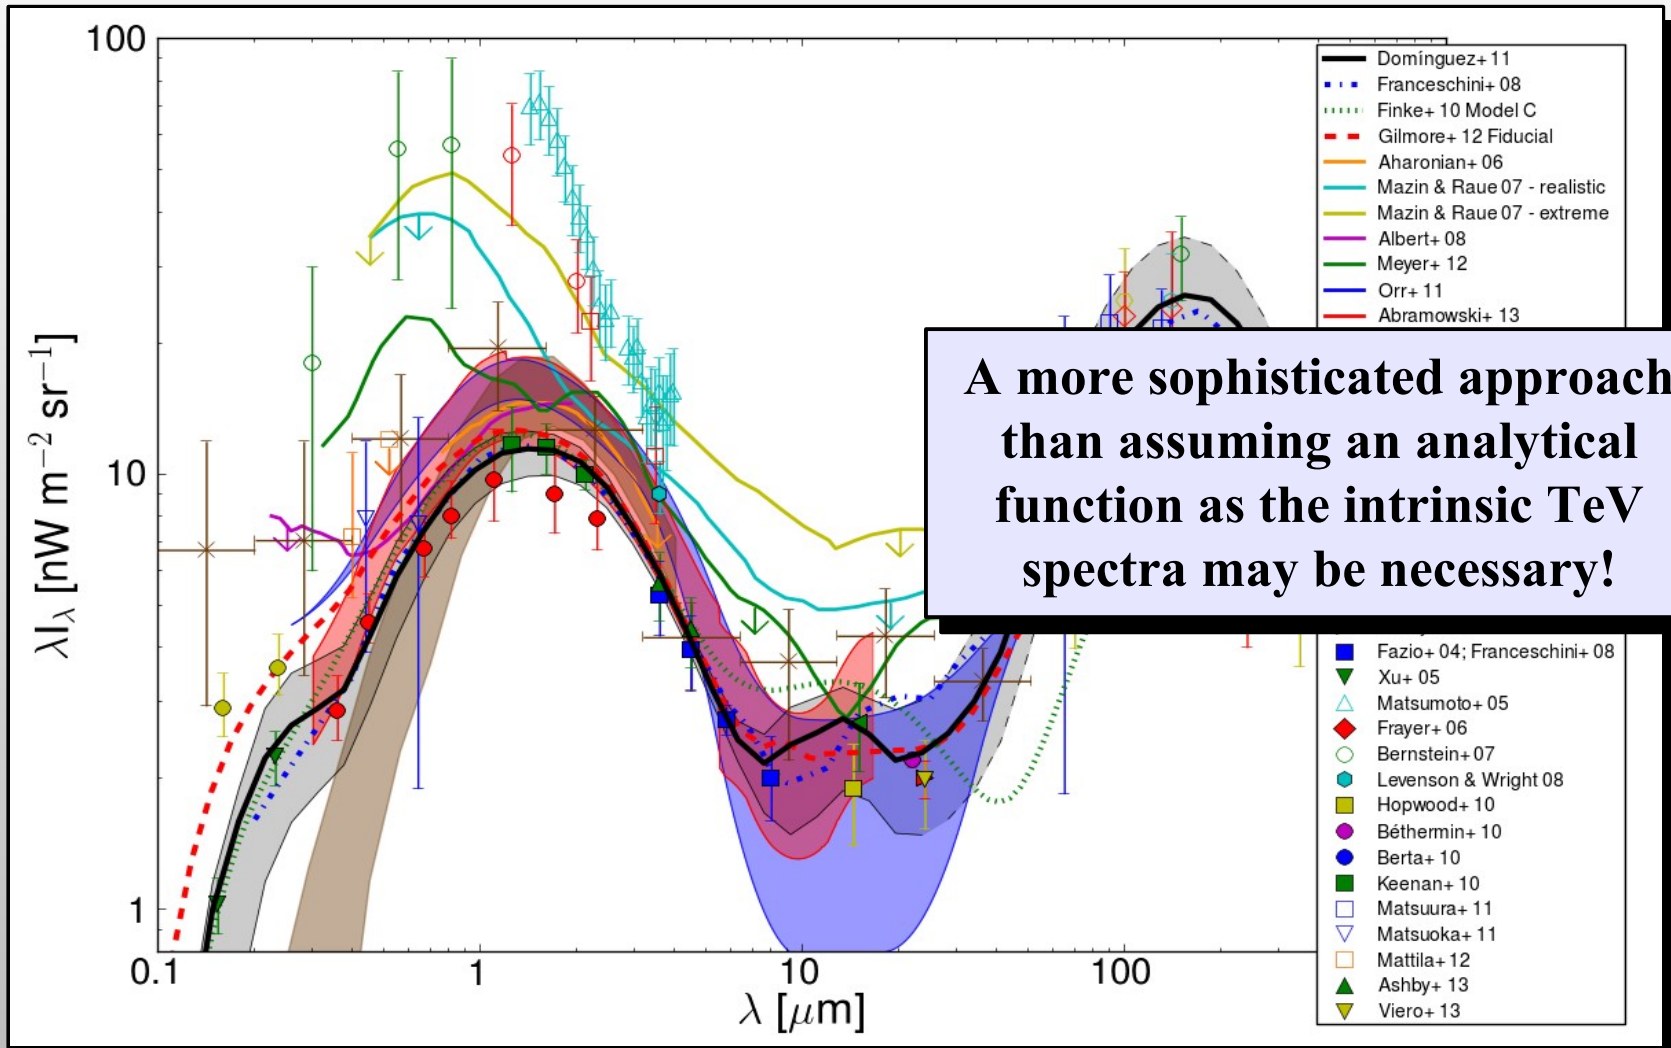 100
10
1
0.1
1
10
100
λI_λ [nW m⁻² sr⁻¹]
λ [μm]
Domínguez+ 11
Franceschini+ 08
Finke+ 10 Model C
Gilmore+ 12 Fiducial
Aharonian+ 06
Mazin & Raue 07 - realistic
Mazin & Raue 07 - extreme
Albert+ 08
Meyer+ 12
Orr+ 11
Abramowski+ 13
A more sophisticated approach
than assuming an analytical
function as the intrinsic TeV
spectra may be necessary!
Fazio+ 04; Franceschini+ 08
Xu+ 05
Matsumoto+ 05
Frayer+ 06
Bernstein+ 07
Levenson & Wright 08
Hopwood+ 10
Béthermin+ 10
Berta+ 10
Keenan+ 10
Matsuura+ 11
Matsuoka+ 11
Mattila+ 12
Ashby+ 13
Viero+ 13